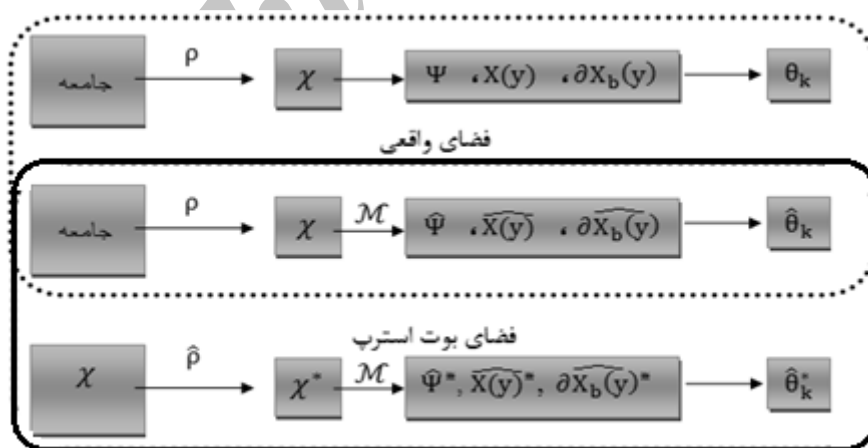 جامعه ρ χ Ψ ، X(y) ، ∂X_b(y) θ_k
فضای واقعی
جامعه ρ χ ℳ Ψ̂ ، X(y)̂ ، ∂X_b(y)̂ θ̂_k
فضای بوت استرپ
χ ρ̂ χ* ℳ Ψ̂*, X(y)̂*, ∂X_b(y)̂* θ̂*_k